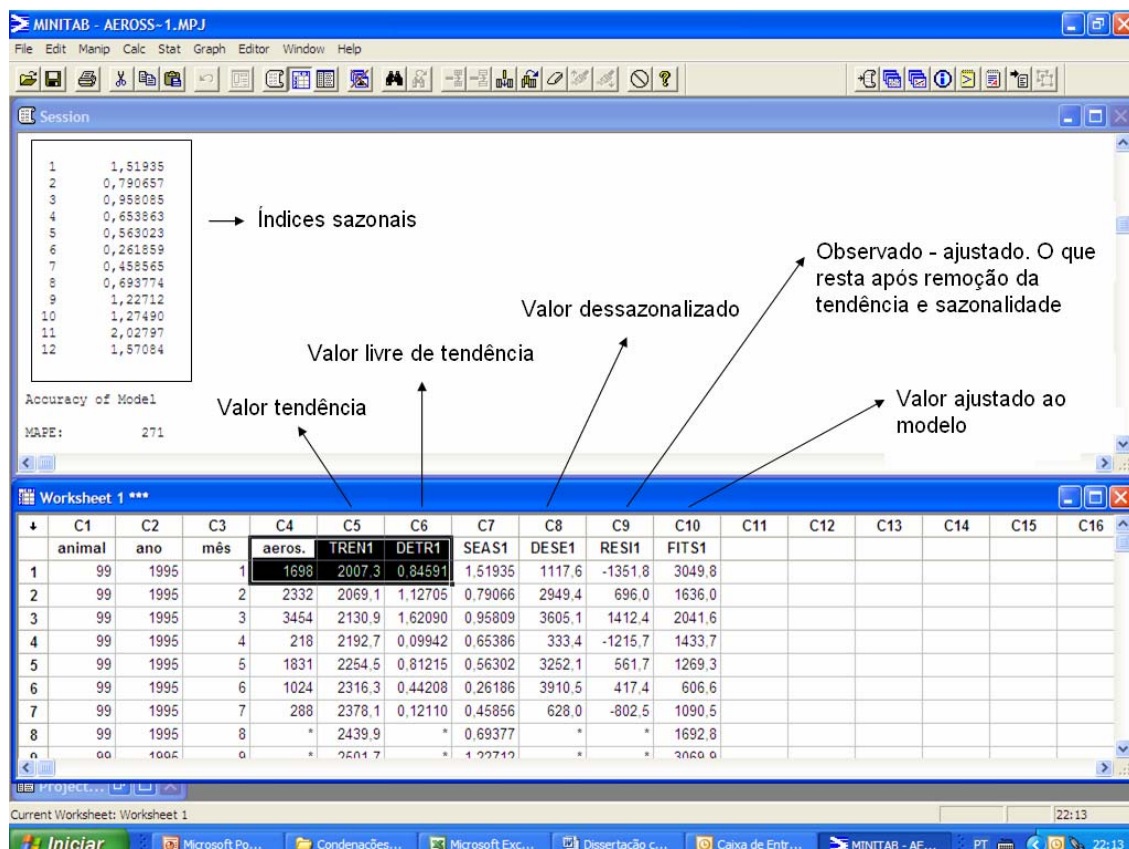 MINITAB - AEROSS~1.MPJ
File Edit Manip Calc Stat Graph Editor Window Help
Session
1 1,51935
2 0,790657
3 0,958085
4 0,653863
5 0,563023
6 0,261859
7 0,458565
8 0,693774
9 1,22712
10 1,27490
11 2,02797
12 1,57084
Índices sazonais
Observado - ajustado. O que
resta após remoção da
tendência e sazonalidade
Valor dessazonalizado
Valor livre de tendência
Valor tendência
Valor ajustado ao
modelo
Accuracy of Model
MAPE: 271
Worksheet 1 ***
C1 C2 C3 C4 C5 C6 C7 C8 C9 C10 C11 C12 C13 C14 C15 C16
animal ano mês aeros. TREN1 DETR1 SEAS1 DESE1 RESI1 FITS1
1 99 1995 1 1698 2007,3 0,84591 1,51935 1117,6 -1351,8 3049,8
2 99 1995 2 2332 2069,1 1,12705 0,79066 2949,4 696,0 1636,0
3 99 1995 3 3454 2130,9 1,62090 0,95809 3605,1 1412,4 2041,6
4 99 1995 4 218 2192,7 0,09942 0,65386 333,4 -1215,7 1433,7
5 99 1995 5 1831 2254,5 0,81215 0,56302 3252,1 561,7 1269,3
6 99 1995 6 1024 2316,3 0,44208 0,26186 3910,5 417,4 606,6
7 99 1995 7 288 2378,1 0,12110 0,45856 628,0 -802,5 1090,5
8 99 1995 8 * 2439,9 * 0,69377 * * 1692,8
9 99 1995 9 * 2501,7 * 1,22712 * * 3069,9
Project...
Current Worksheet: Worksheet 1 22:13
Iniciar Microsoft Po... Condenações... Microsoft Exc... Dissertação c... Caixa de Entr... MINITAB - AE... PT 22:13